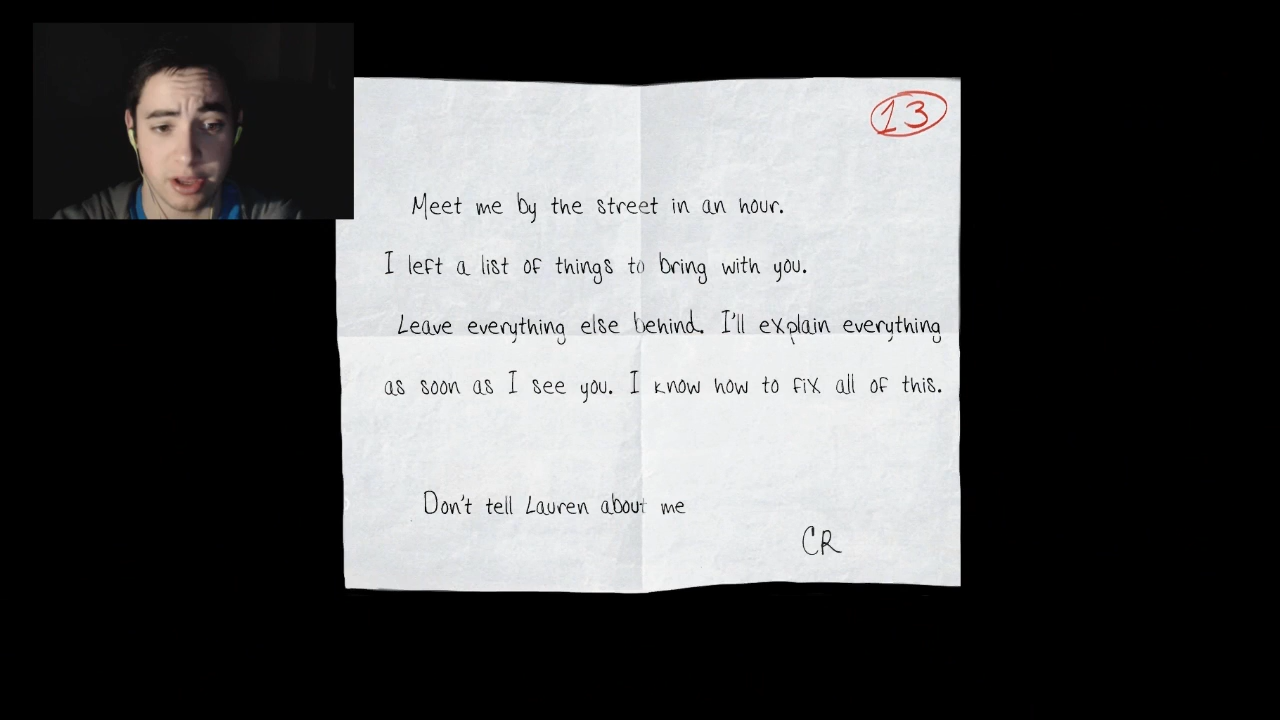 13
Meet me by the street in an hour.
I left a list of things to bring with you.
Leave everything else behind. I'll explain everything
as soon as I see you. I know how to fix all of this.
Don't tell Lauren about me
CR